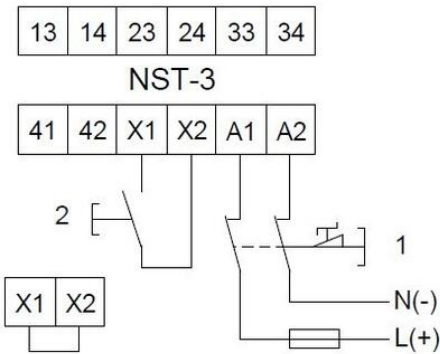 13 14 23 24 33 34
NST-3
41 42 X1 X2 A1 A2
2
1
X1 X2
N(-)
L(+)